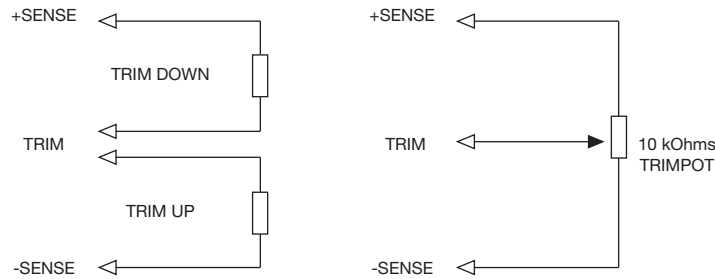 +SENSE
TRIM DOWN
TRIM
TRIM UP
-SENSE
+SENSE
TRIM
10 kOhms
TRIMPOT
-SENSE